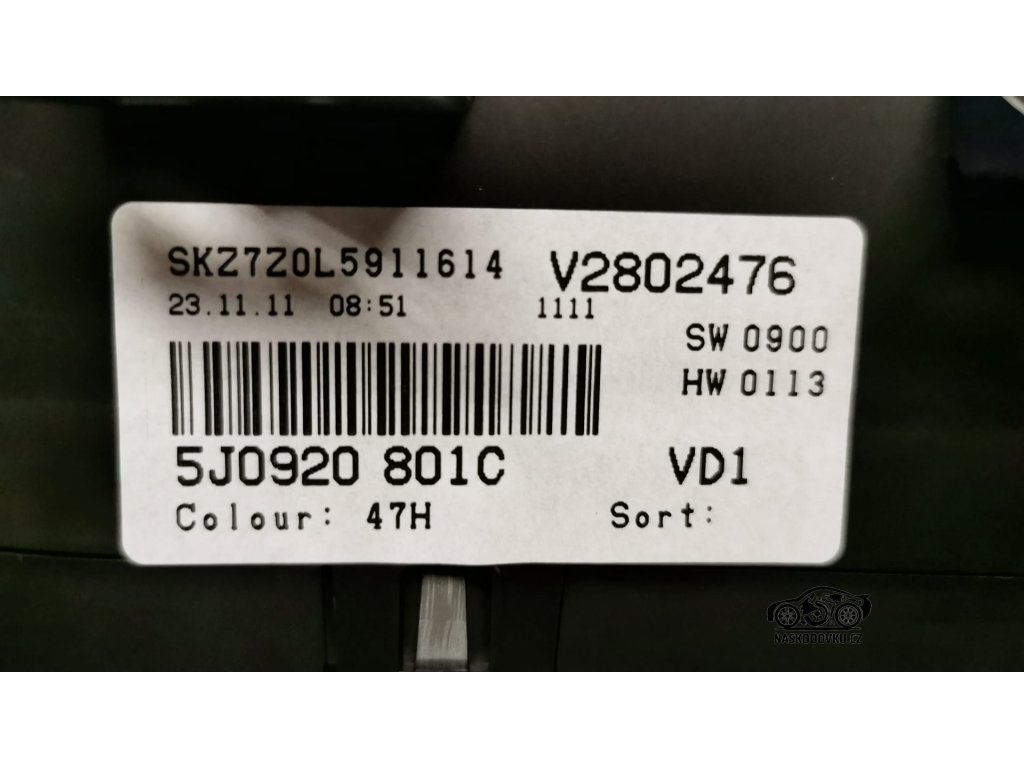 SKZ7Z0L5911614 V2802476
23.11.11 08:51 1111
SW 0900
HW 0113
5J0920 801C VD1
Colour: 47H Sort:
NASKODOVKU.CZ